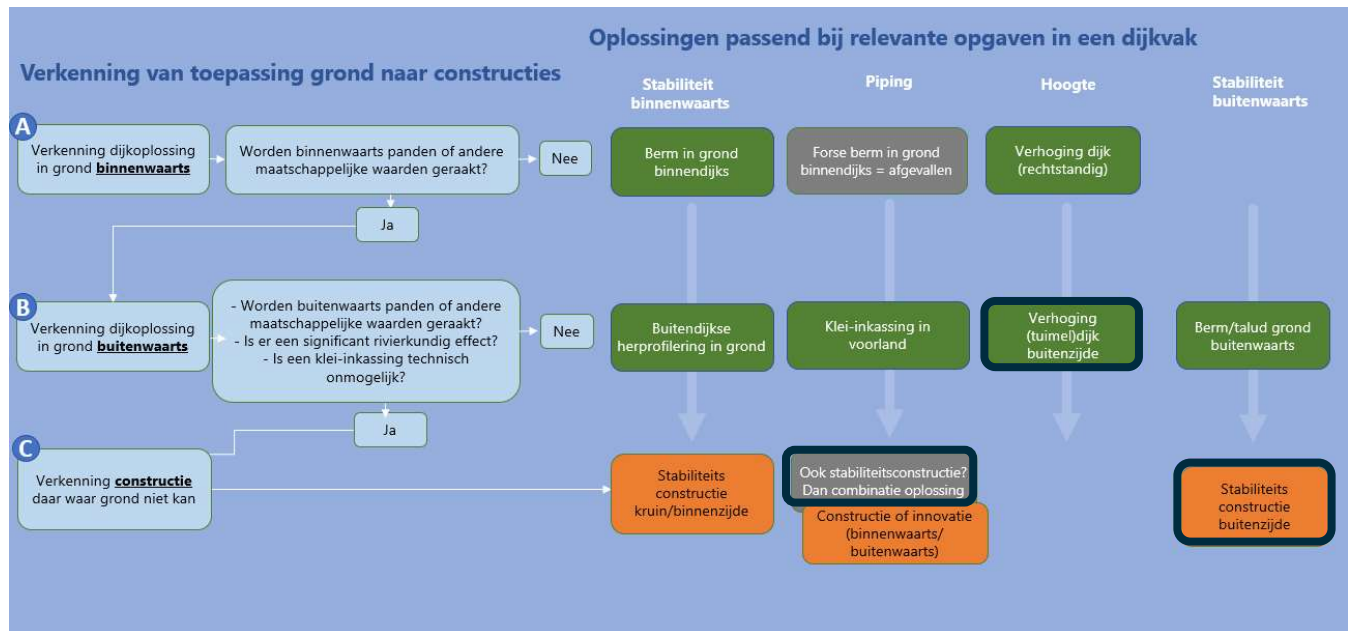 Oplossingen passend bij relevante opgaven in een dijkvak
Verkenning van toepassing grond naar constructies
Stabiliteit
binnenwaarts
Piping
Hoogte
Stabiliteit
buitenwaarts
A
Verkenning dijkoplossing
in grond binnenwaarts
Worden binnenwaarts panden of andere
maatschappelijke waarden geraakt?
Nee
Berm in grond
binnendijks
Forse berm in grond
binnendijks = afgevallen
Verhoging dijk
(rechtstandig)
Ja
B
Verkenning dijkoplossing
in grond buitenwaarts
- Worden buitenwaarts panden of andere
maatschappelijke waarden geraakt?
- Is er een significant rivierkundig effect?
- Is een klei-inkassing technisch
onmogelijk?
Nee
Buitendijkse
herprofilering in grond
Klei-inkassing in
voorland
Verhoging
(tuimel)dijk
buitenzijde
Berm/talud grond
buitenwaarts
Ja
C
Verkenning constructie
daar waar grond niet kan
Stabiliteits
constructie
kruin/binnenzijde
Ook stabiliteitsconstructie?
Dan combinatie oplossing
Constructie of innovatie
(binnenwaarts/
buitenwaarts)
Stabiliteits
constructie
buitenzijde